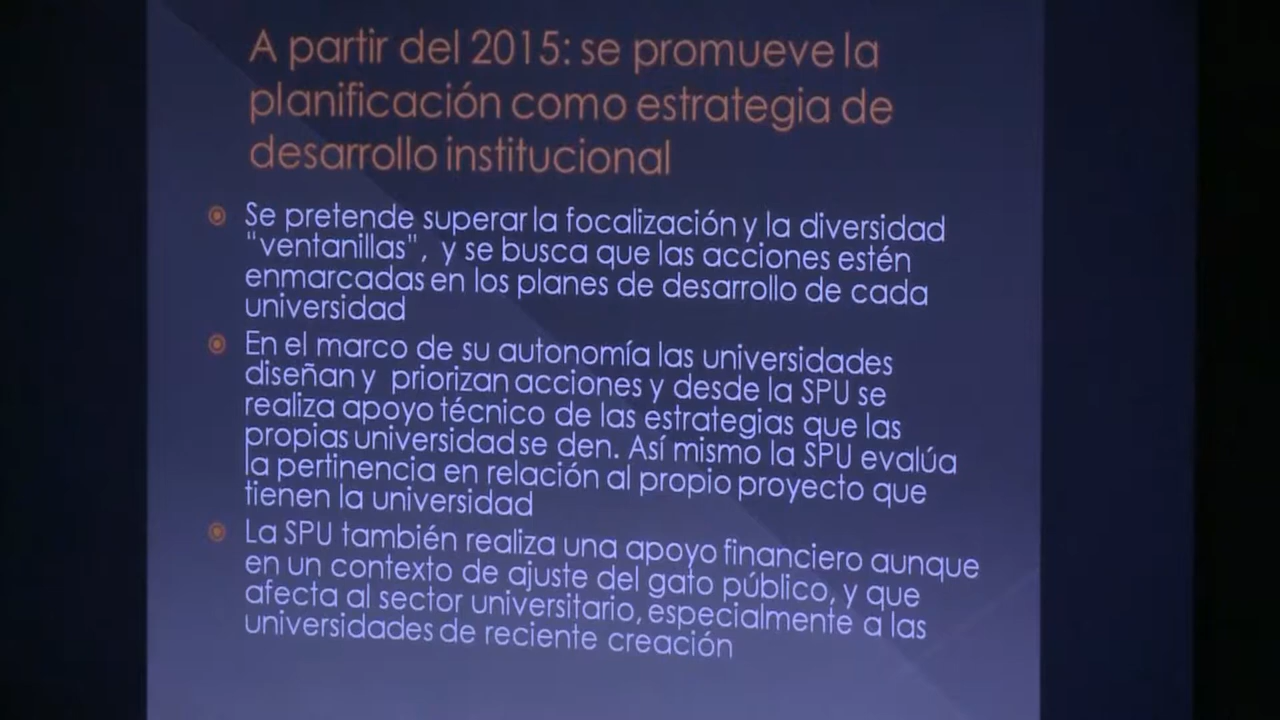 A partir del 2015: se promueve la
planificación como estrategia de
desarrollo institucional
Se pretende superar la focalización y la diversidad
"ventanillas", y se busca que las acciones estén
enmarcadas en los planes de desarrollo de cada
universidad
En el marco de su autonomía las universidades
diseñan y priorizan acciones y desde la SPU se
realiza apoyo técnico de las estrategias que las
propias universidad se den. Así mismo la SPU evalúa
la pertinencia en relación al propio proyecto que
tienen la universidad
La SPU también realiza una apoyo financiero aunque
en un contexto de ajuste del gato público, y que
afecta al sector universitario, especialmente a las
universidades de reciente creación